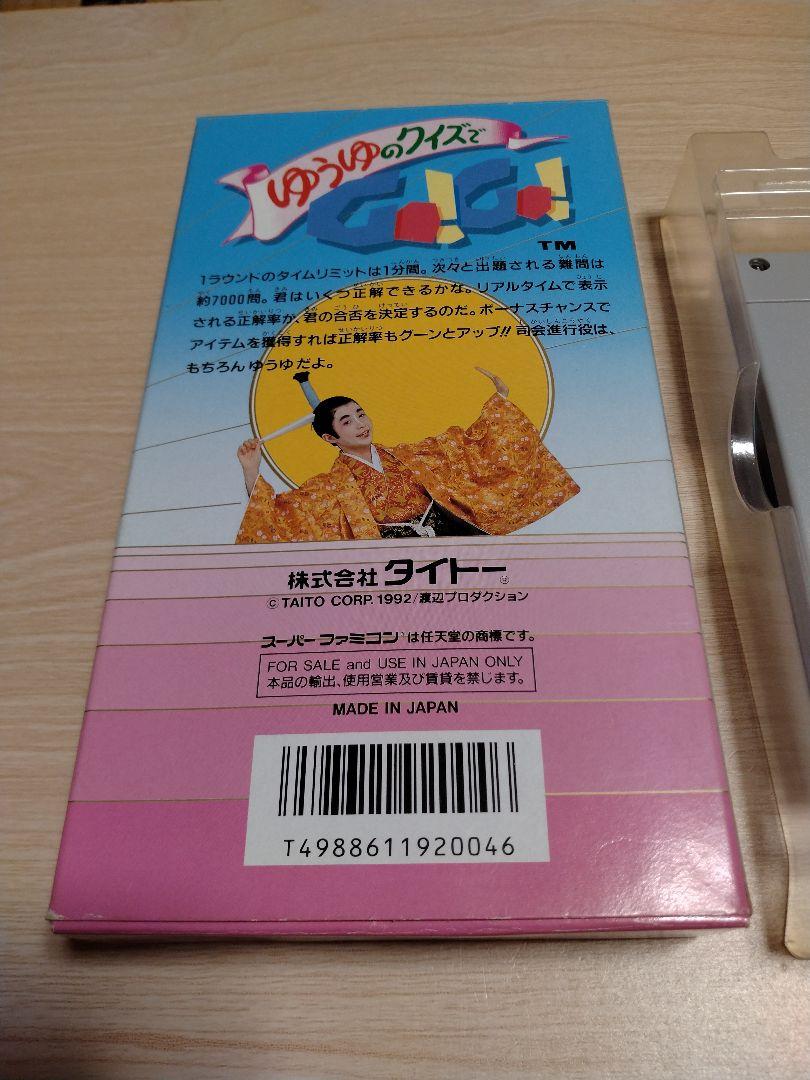 ゆうゆのクイズで
Go! Go!
TM
1ラウンドのタイムリミットは1分間。次々と出題される難問は
約7000問。君はいくつ正解できるかな。リアルタイムで表示
される正解率が、君の合否を決定するのだ。ボーナスチャンスで
アイテムを獲得すれば正解率もグーンとアップ!! 司会進行役は、
もちろん ゆうゆ だよ。
株式会社 タイトー
© TAITO CORP. 1992/渡辺プロダクション
スーパーファミコンは任天堂の商標です。
FOR SALE and USE IN JAPAN ONLY
本品の輸出、使用営業及び賃貸を禁じます。
MADE IN JAPAN
T4988611920046